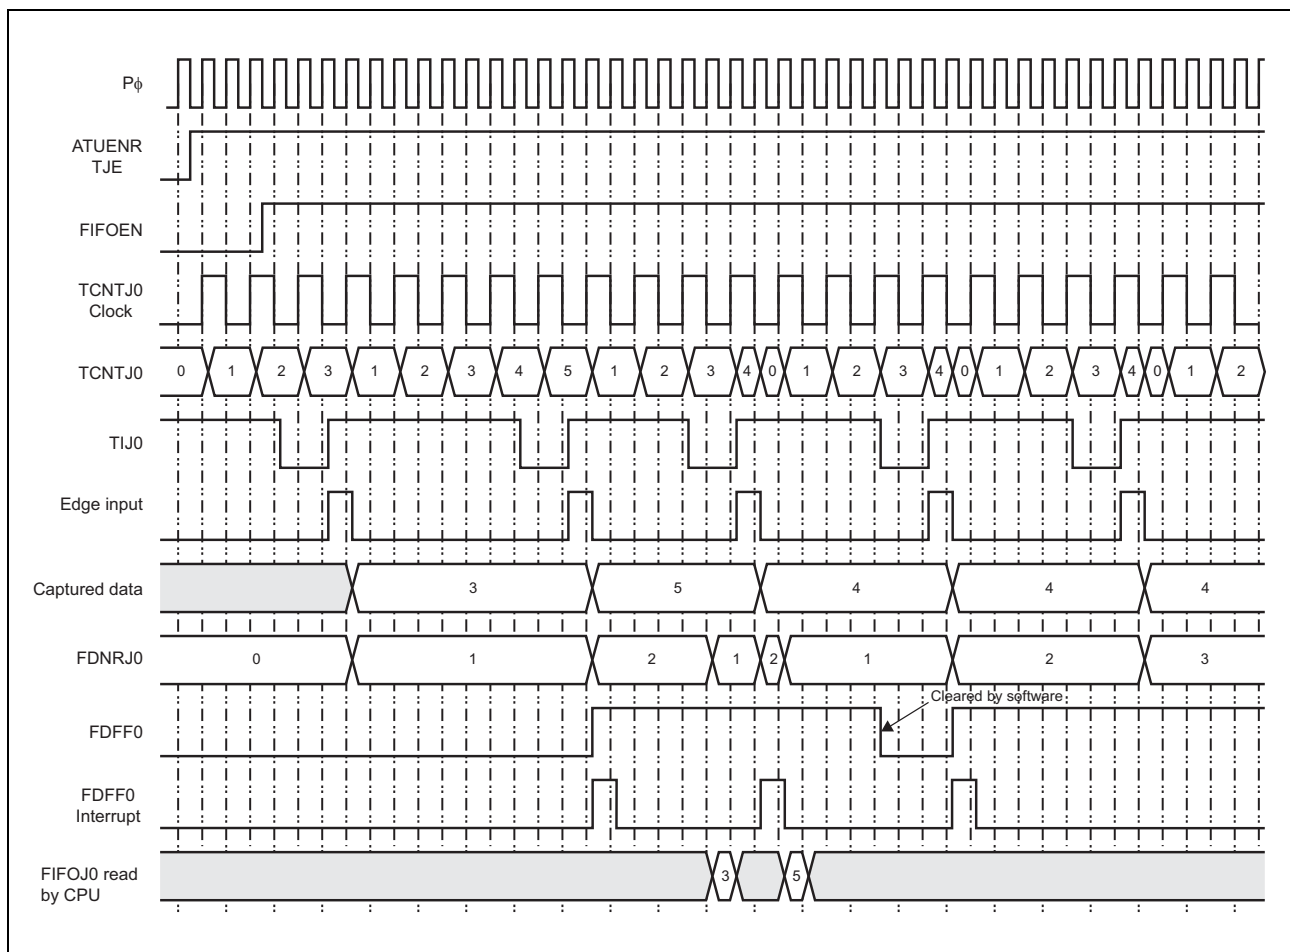 Pϕ
ATUENR
TJE
FIFOEN
TCNTJ0
Clock
TCNTJ0 0 1 2 3 1 2 3 4 5 1 2 3 4 0 1 2 3 4 0 1 2 3 4 0 1 2
TIJ0
Edge input
Captured data 3 5 4 4 4
FDNRJ0 0 1 2 1 2 1 2 3
Cleared by software
FDFF0
FDFF0
Interrupt
FIFOJ0 read
by CPU 3 5